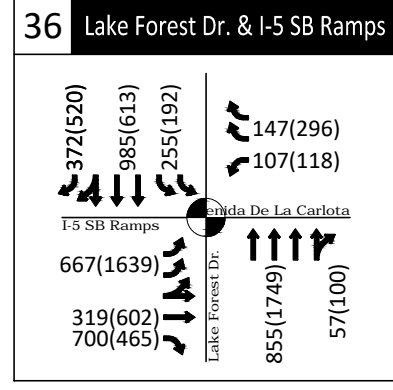 36 Lake Forest Dr. & I-5 SB Ramps
372(520)
985(613)
255(192)
147(296)
107(118)
enida De La Carlota
I-5 SB Ramps
667(1639)
319(602)
700(465)
Lake Forest Dr.
855(1749)
57(100)